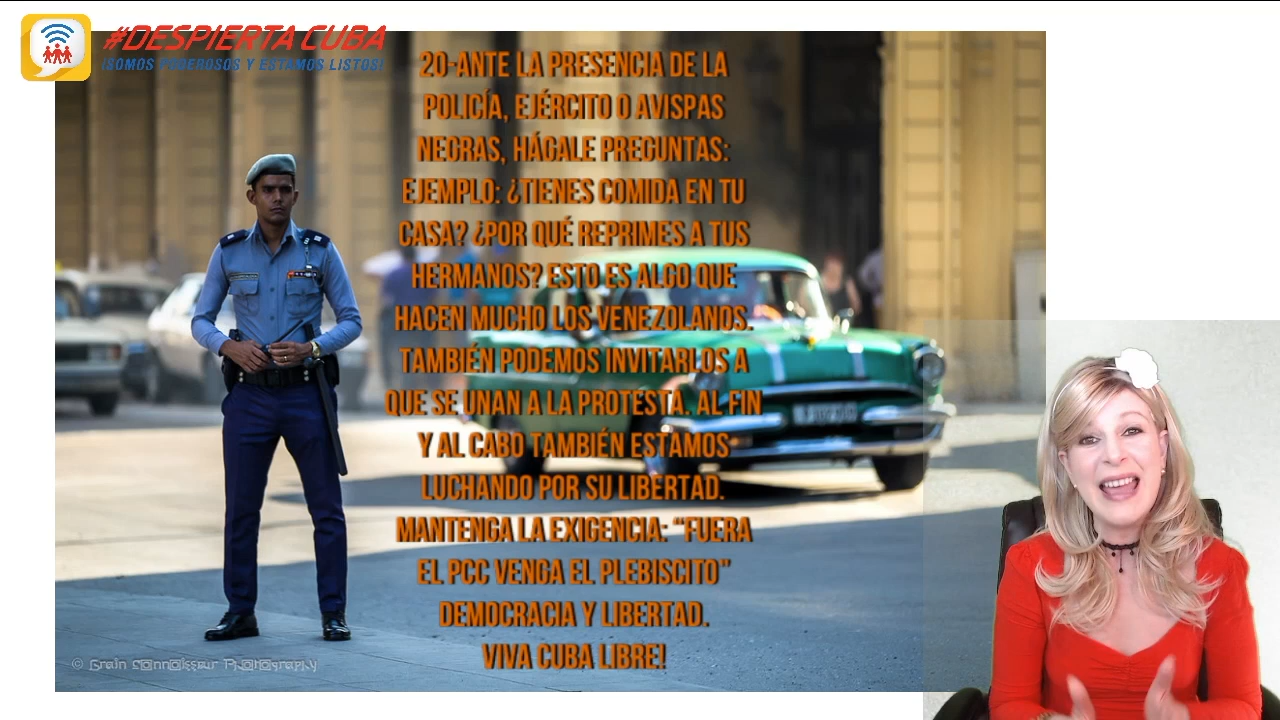 #DESPIERTA CUBA
¡SOMOS PODEROSOS Y ESTAMOS LISTOS!
20-ANTE LA PRESENCIA DE LA
POLICÍA, EJÉRCITO O AVISPAS
NEGRAS, HÁGALE PREGUNTAS:
EJEMPLO: ¿TIENES COMIDA EN TU
CASA? ¿POR QUÉ REPRIMES A TUS
HERMANOS? ESTO ES ALGO QUE
HACEN MUCHO LOS VENEZOLANOS.
TAMBIÉN PODEMOS INVITARLOS A
QUE SE UNAN A LA PROTESTA. AL FIN
Y AL CABO TAMBIÉN ESTAMOS
LUCHANDO POR SU LIBERTAD.
MANTENGA LA EXIGENCIA: “FUERA
EL PCC VENGA EL PLEBISCITO”
DEMOCRACIA Y LIBERTAD.
VIVA CUBA LIBRE!
© Grain Connoisseur Photography